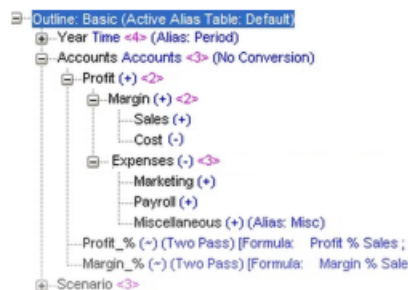 Outline: Basic (Active Alias Table: Default)
Year Time <4> (Alias: Period)
Accounts Accounts <3> (No Conversion)
Profit (+) <2>
Margin (+) <2>
Sales (+)
Cost (-)
Expenses (-) <3>
Marketing (+)
Payroll (+)
Miscellaneous (+) (Alias: Misc)
Profit_% (~) (Two Pass) [Formula: Profit % Sales ;
Margin_% (~) (Two Pass) [Formula: Margin % Sale
Scenario <3>